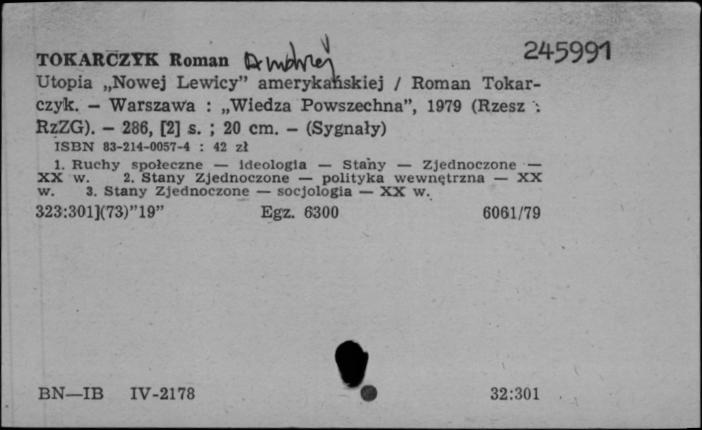 TOKARCZYK Roman Andrzej 245991
Utopia „Nowej Lewicy” amerykańskiej / Roman Tokar-
czyk. — Warszawa : „Wiedza Powszechna”, 1979 (Rzesz :
RzZG). — 286, [2] s. ; 20 cm. — (Sygnały)
ISBN 83-214-0057-4 : 42 zł
1. Ruchy społeczne — ideologia — Stany — Zjednoczone —
XX w. 2. Stany Zjednoczone — polityka wewnętrzna — XX
w. 3. Stany Zjednoczone — socjologia — XX w.
323:301](73)”19” Egz. 6300 6061/79
BN—IB IV-2178 32:301